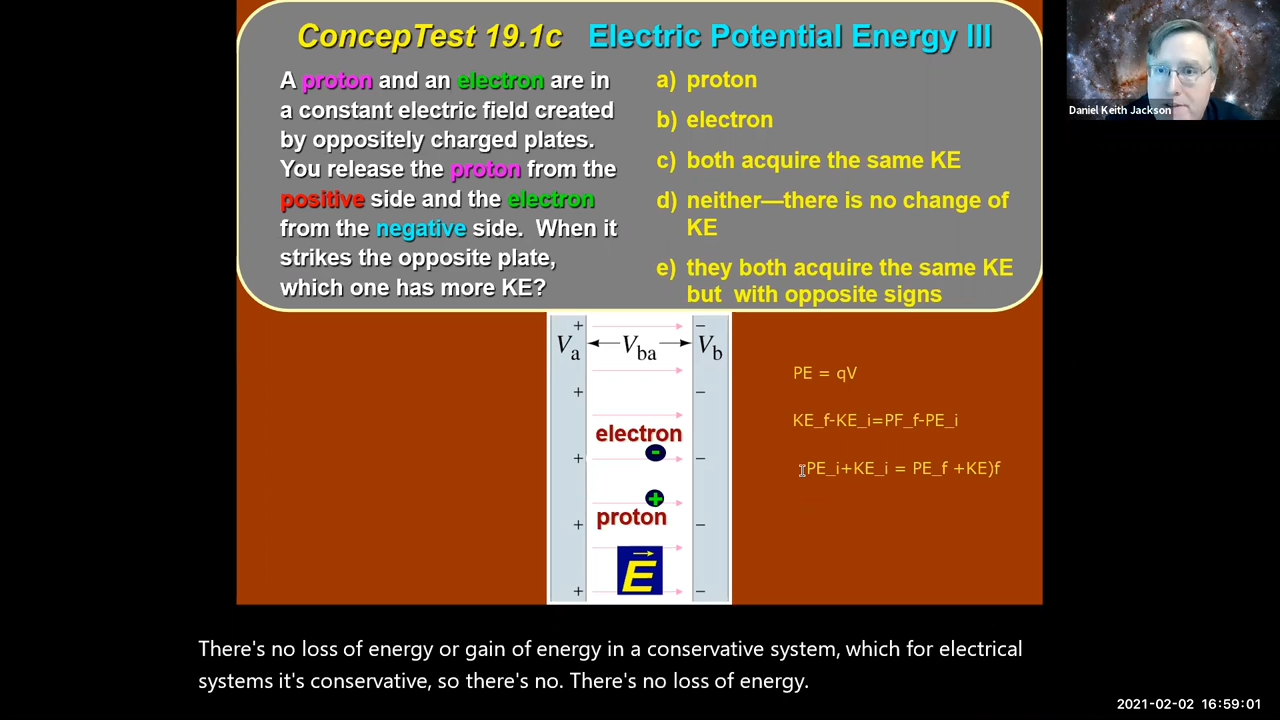 ConcepTest 19.1c Electric Potential Energy III
A proton and an electron are in
a constant electric field created
by oppositely charged plates.
You release the proton from the
positive side and the electron
from the negative side. When it
strikes the opposite plate,
which one has more KE?
a) proton
b) electron
c) both acquire the same KE
d) neither—there is no change of
KE
e) they both acquire the same KE
but with opposite signs
Daniel Keith Jackson
+ −
Va Vba Vb
+ −
electron
-
+ −
+
proton
+ −
E
+ −
PE = qV
KE_f-KE_i=PF_f-PE_i
PE_i+KE_i = PE_f +KE)f
There's no loss of energy or gain of energy in a conservative system, which for electrical
systems it's conservative, so there's no. There's no loss of energy.
2021-02-02 16:59:01